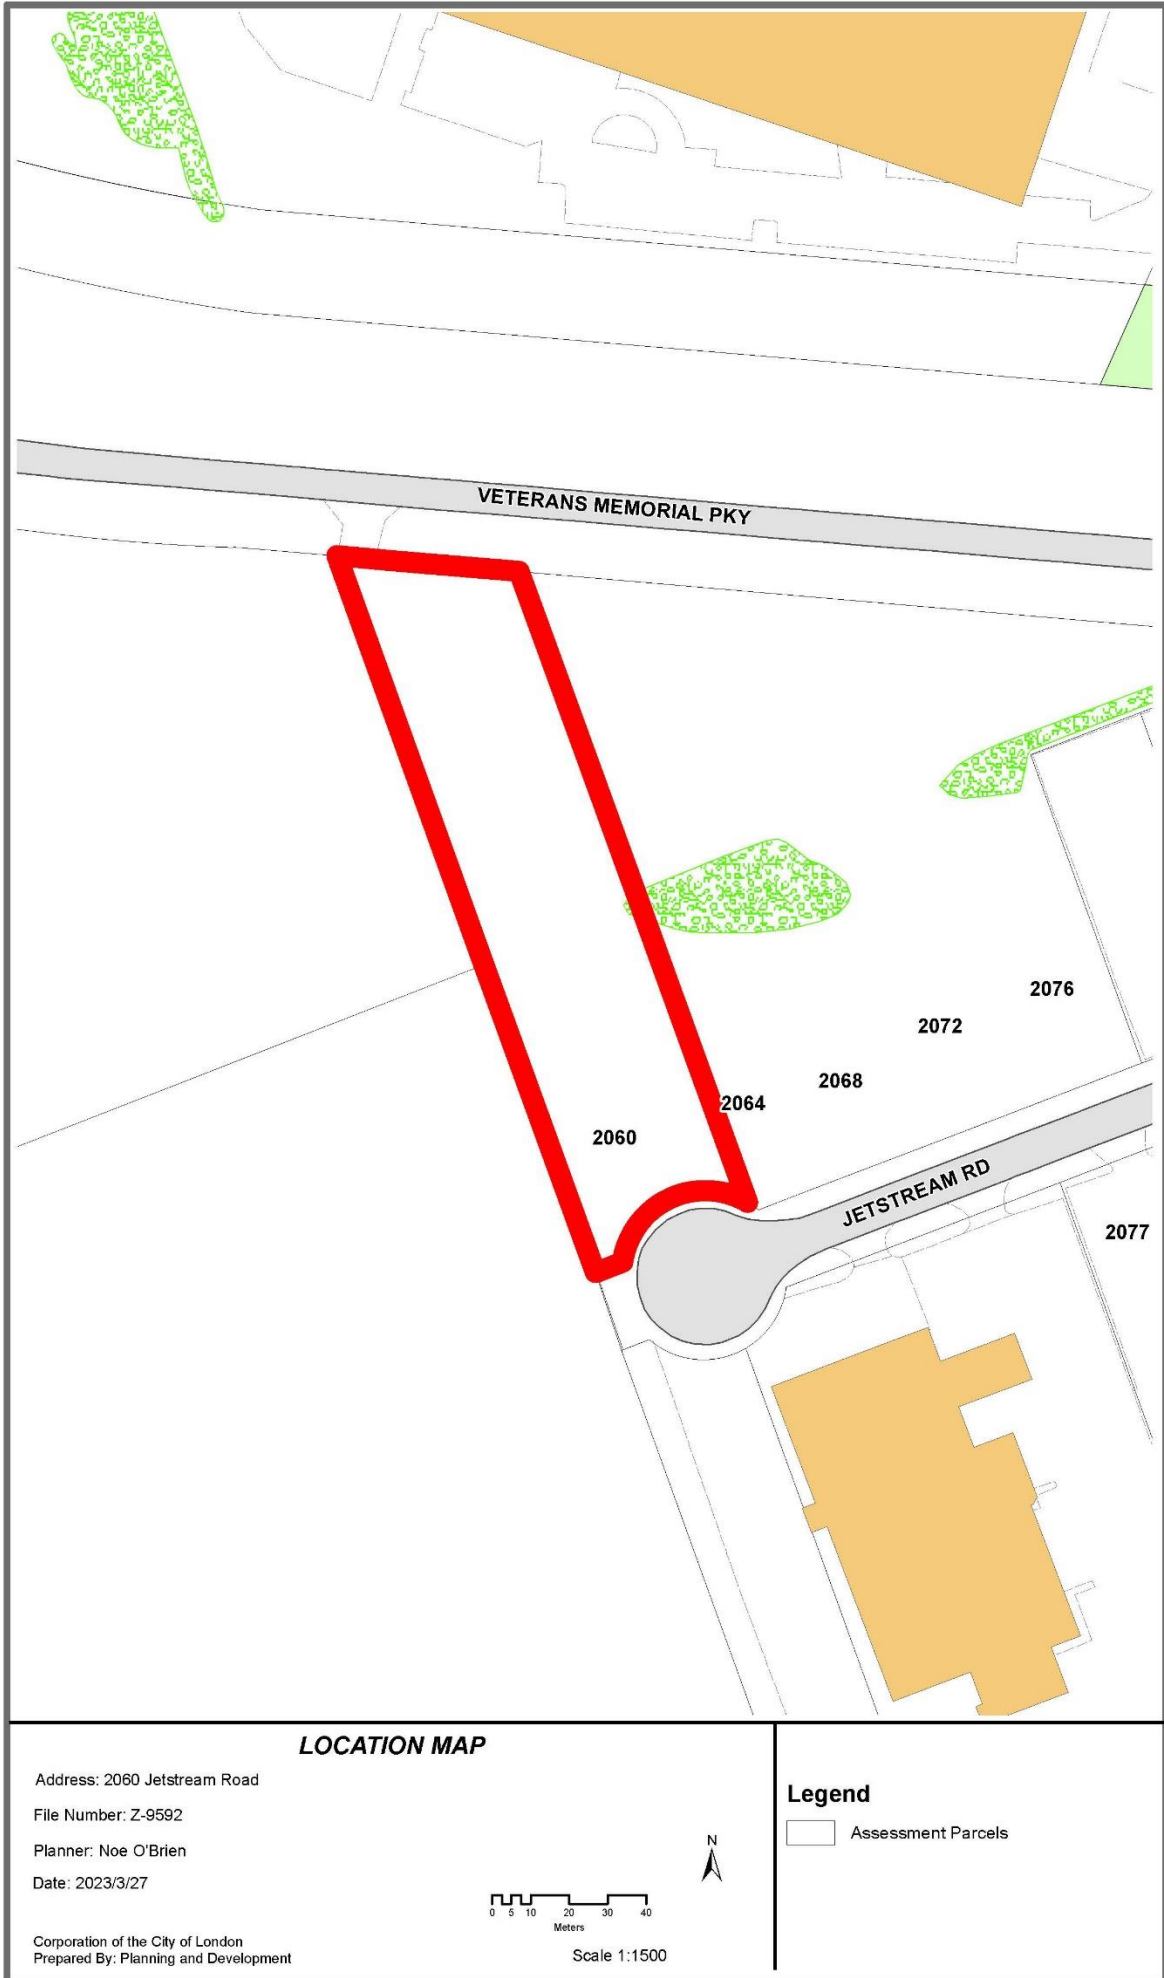 VETERANS MEMORIAL PKY
2076
2072
2068
2064
2060
JETSTREAM RD
2077
LOCATION MAP
Address: 2060 Jetstream Road
File Number: Z-9592
Planner: Noe O'Brien
Date: 2023/3/27
Corporation of the City of London
Prepared By: Planning and Development
N
0 5 10 20 30 40
Meters
Scale 1:1500
Legend
Assessment Parcels